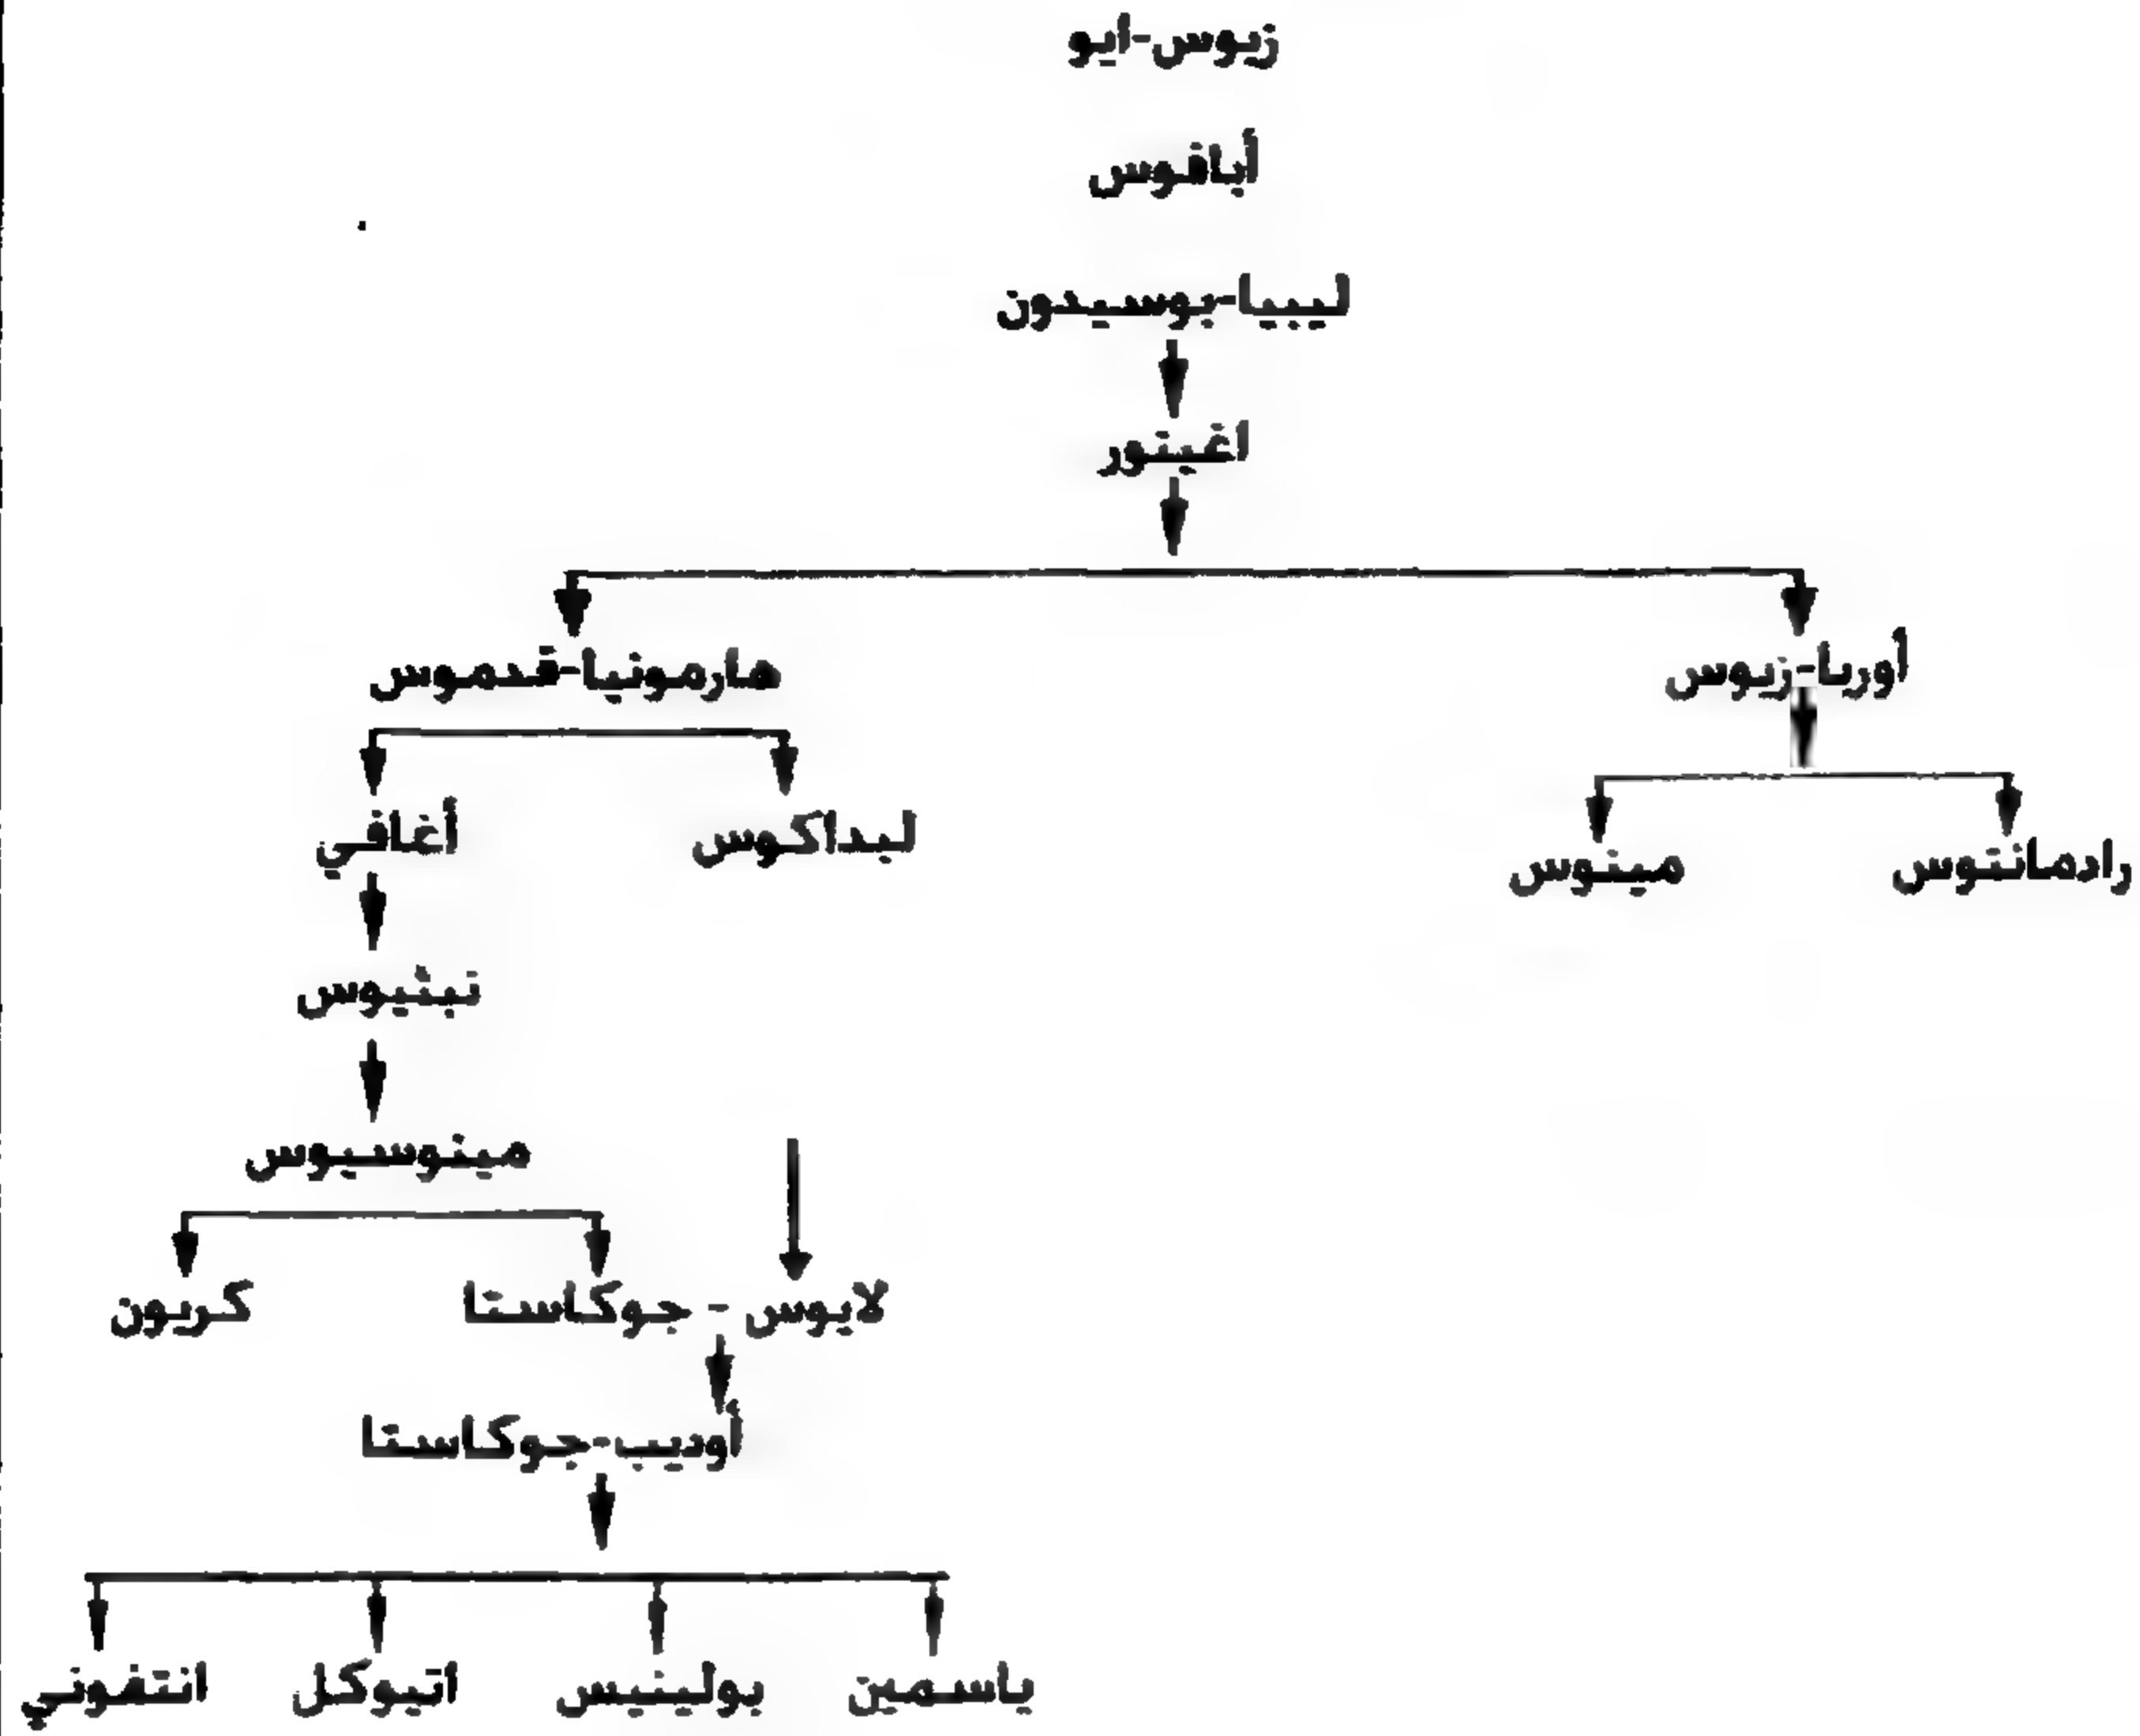 زيوس-ايو
أبافوس
ليبيا-بوسيدون
اغينور
هارمونيا-قدموس
أوربا-زيوس
أغافي
لبداكوس
مينوس
رادمانتوس
نبثيوس
مينوسيوس
كريون
لايوس - جوكاستا
أوديب-جوكاستا
ياسمين بولينيس اتيوكل انتغوني